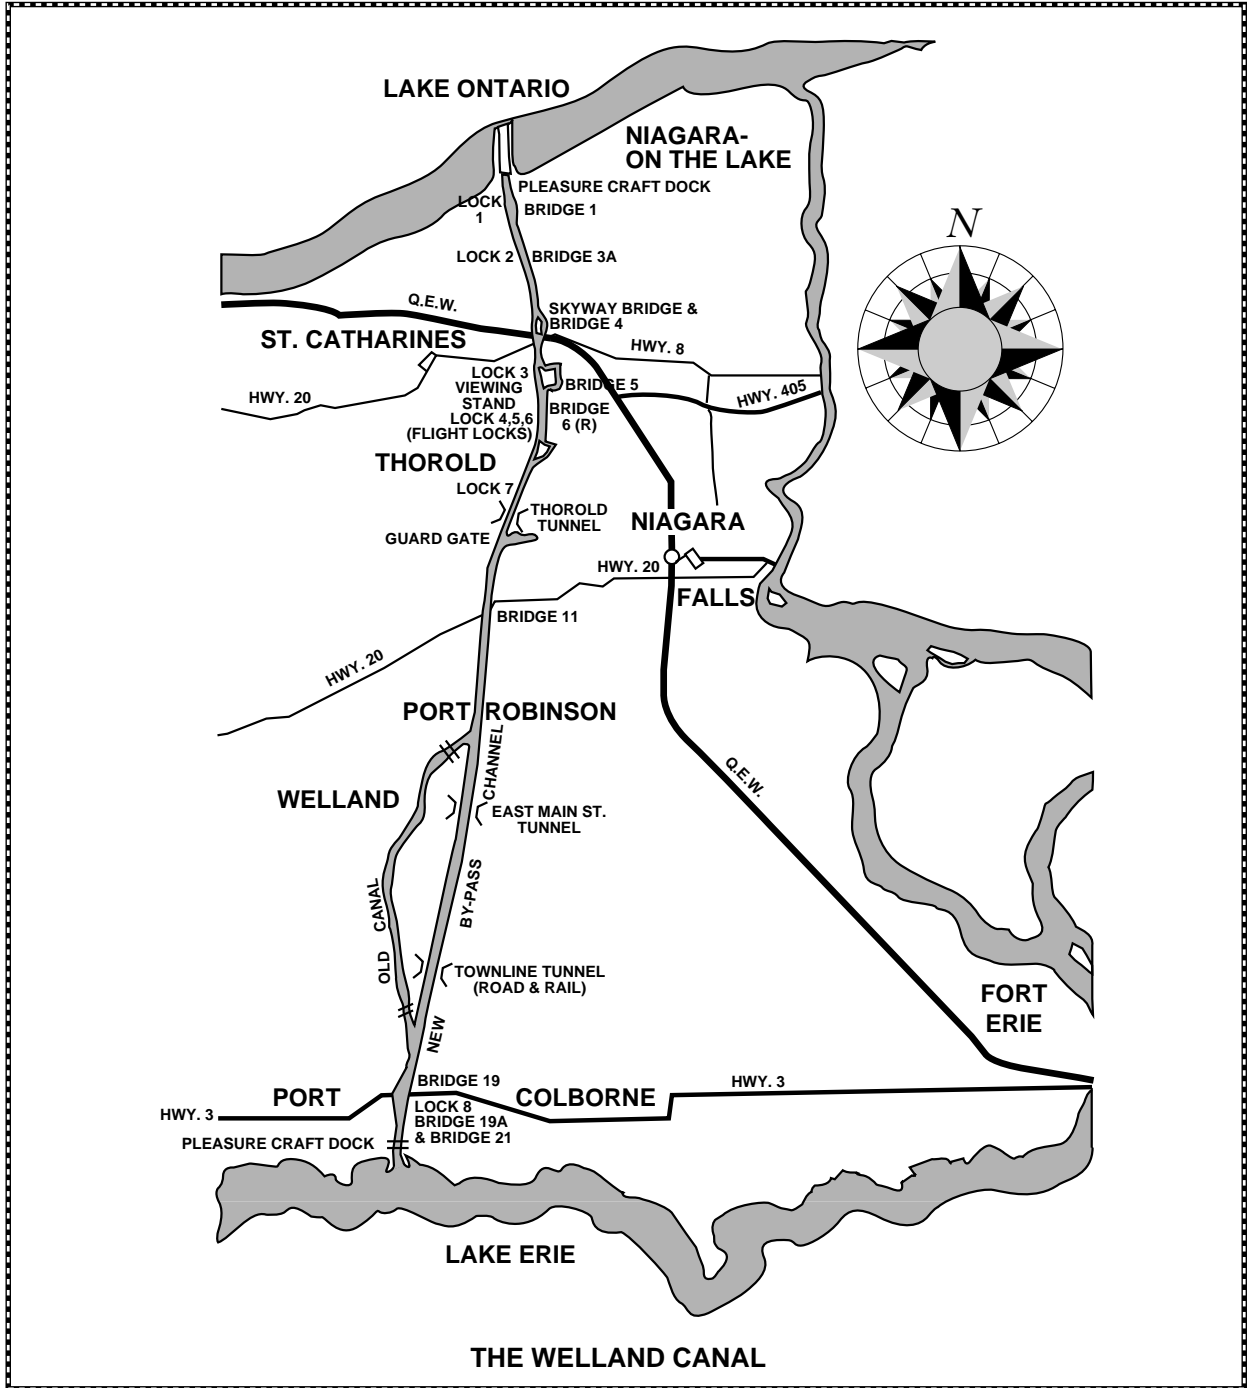 LAKE ONTARIO
NIAGARA-
ON THE LAKE
PLEASURE CRAFT DOCK
LOCK
1
BRIDGE 1
N
LOCK 2
BRIDGE 3A
Q.E.W.
SKYWAY BRIDGE &
BRIDGE 4
ST. CATHARINES
HWY. 8
LOCK 3
VIEWING
STAND
BRIDGE 5
HWY. 405
HWY. 20
LOCK 4,5,6
(FLIGHT LOCKS)
BRIDGE
6 (R)
THOROLD
LOCK 7
THOROLD
TUNNEL
NIAGARA
GUARD GATE
HWY. 20
FALLS
BRIDGE 11
HWY. 20
PORT ROBINSON
CHANNEL
Q.E.W.
WELLAND
EAST MAIN ST.
TUNNEL
BY-PASS
CANAL
OLD
TOWNLINE TUNNEL
(ROAD & RAIL)
FORT
ERIE
NEW
BRIDGE 19
HWY. 3
PORT
COLBORNE
HWY. 3
LOCK 8
BRIDGE 19A
& BRIDGE 21
PLEASURE CRAFT DOCK
LAKE ERIE
THE WELLAND CANAL